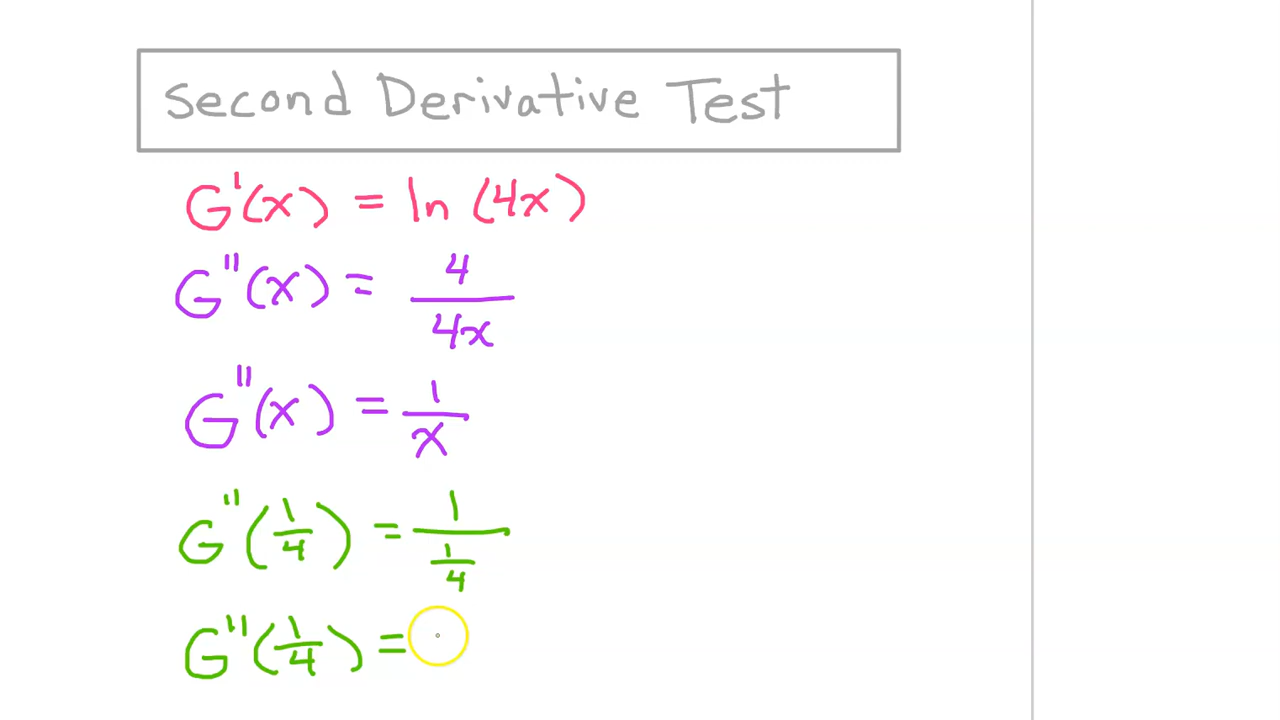 Second Derivative Test
G'(x) = ln (4x)
G''(x) = 4/4x
G''(x) = 1/x
G''(1/4) = 1/(1/4)
G''(1/4) =